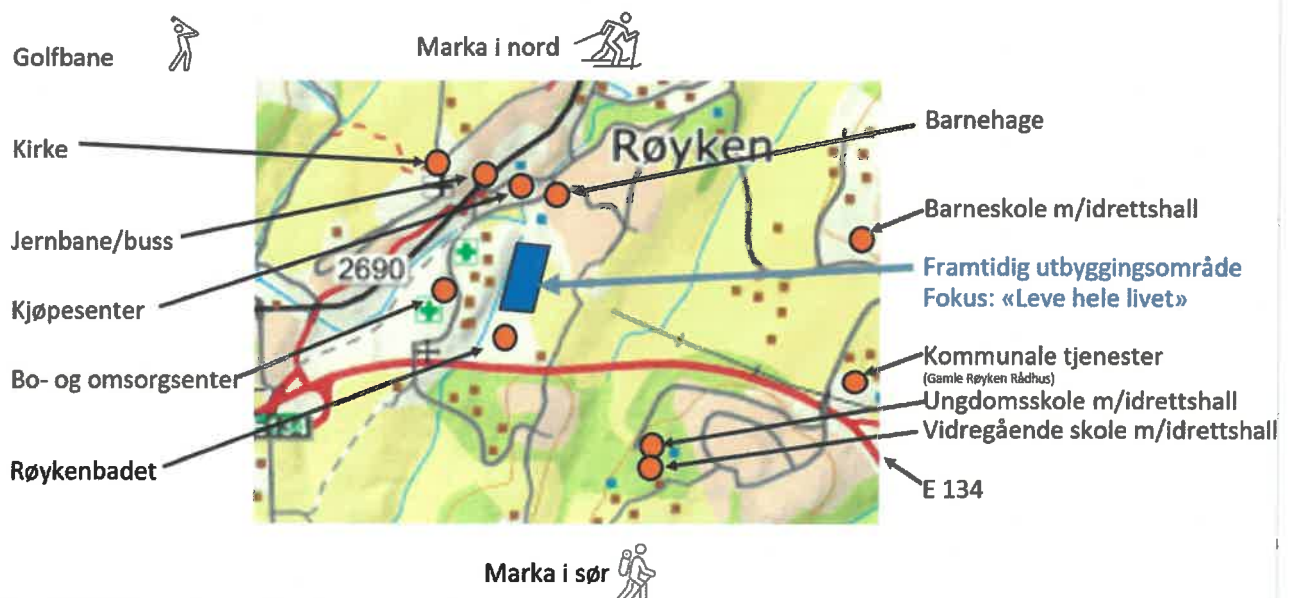 Golfbane
Marka i nord
Kirke
Jernbane/buss
Kjøpesenter
Bo- og omsorgsenter
Røykenbadet
Røyken
2690
Barnehage
Barneskole m/idrettshall
Framtidig utbyggingsområde
Fokus: «Leve hele livet»
Kommunale tjenester
(Gamle Røyken Rådhus)
Ungdomsskole m/idrettshall
Vidregående skole m/idrettshall
E 134
Marka i sør